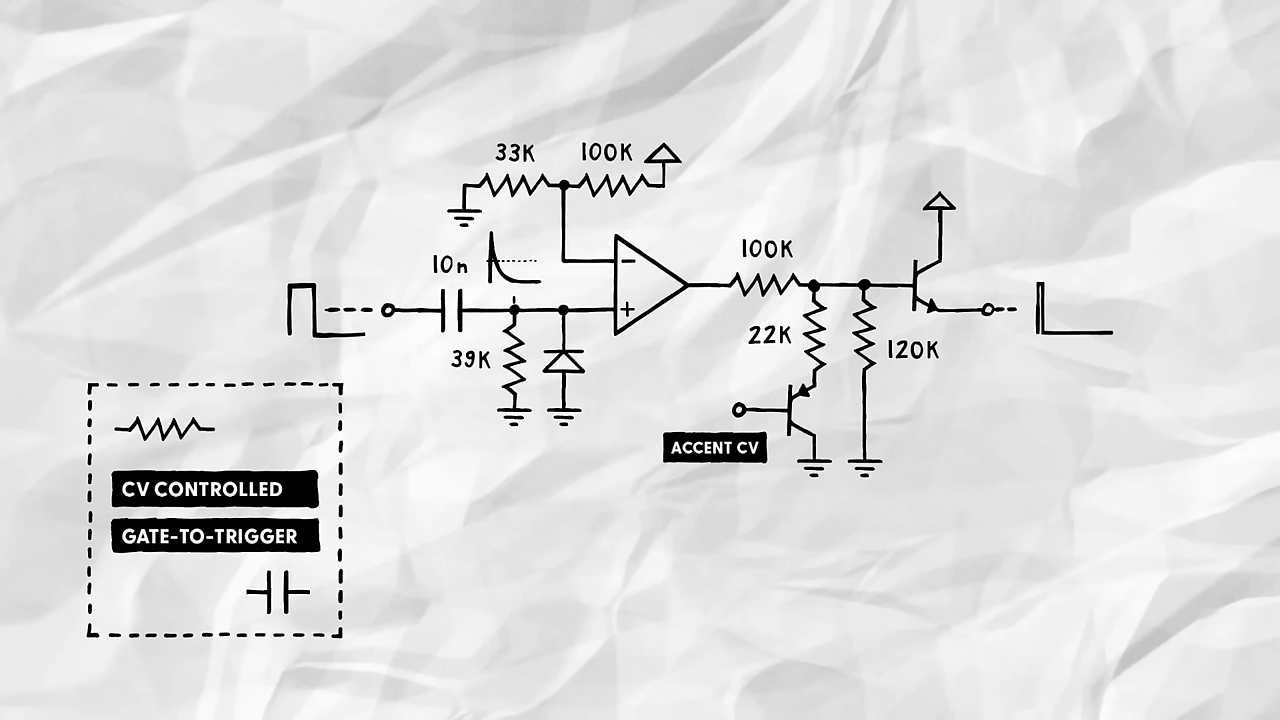 33K 100K
10n
100K
39K
22K
120K
ACCENT CV
CV CONTROLLED
GATE-TO-TRIGGER